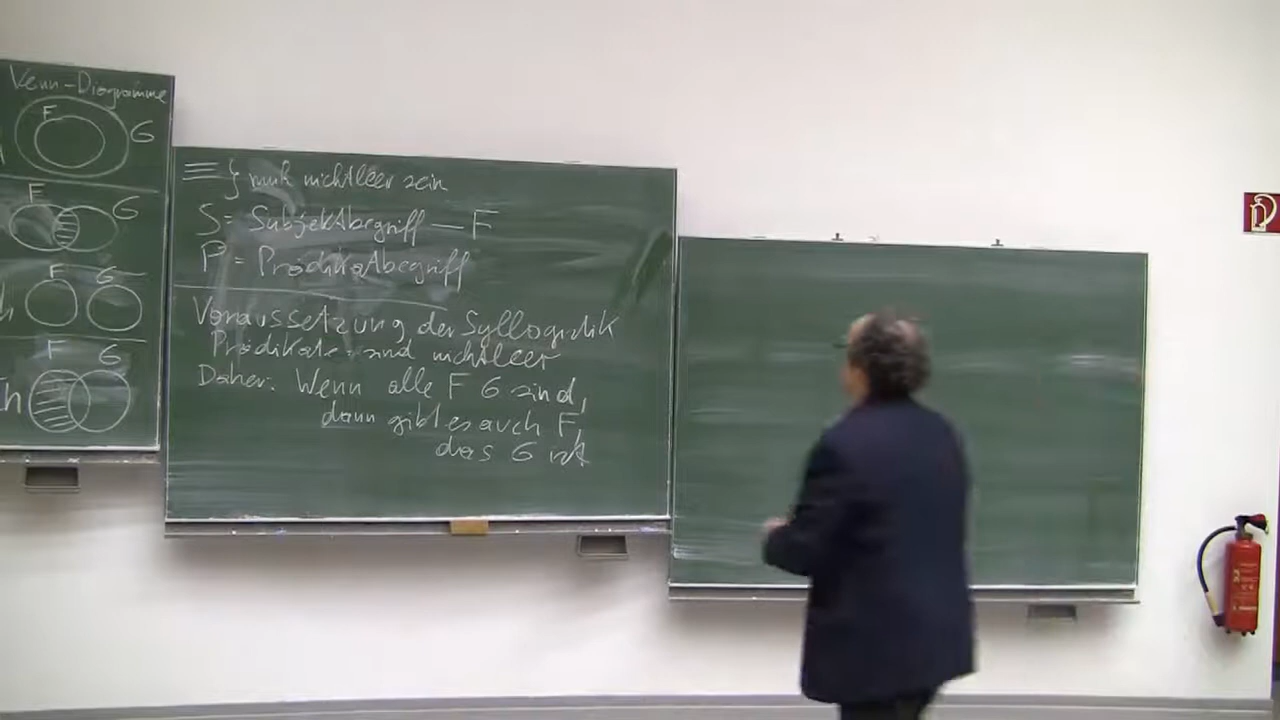 Venn-Diagramme
F G
F G
F G
F G
h
≡ } muß nichtleer sein
S = Subjektbegriff — F
P = Prädikatbegriff
Voraussetzung der Syllogistik
Prädikate sind nichtleer
Daher: Wenn alle F G sind,
dann gibt es auch F,
das G ist